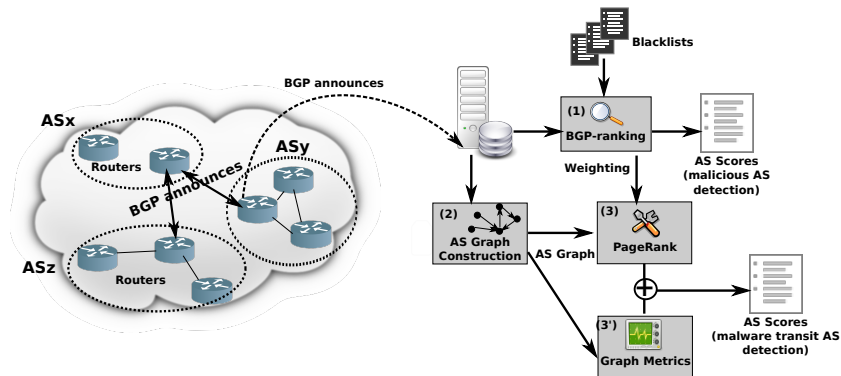 Blacklists
BGP announces
(1)
BGP-ranking
ASx
ASy
Routers
BGP announces
AS Scores
(malicious AS
detection)
Weighting
(2)
AS Graph
Construction
(3)
PageRank
AS Graph
ASz
Routers
(3')
Graph Metrics
AS Scores
(malware transit AS
detection)